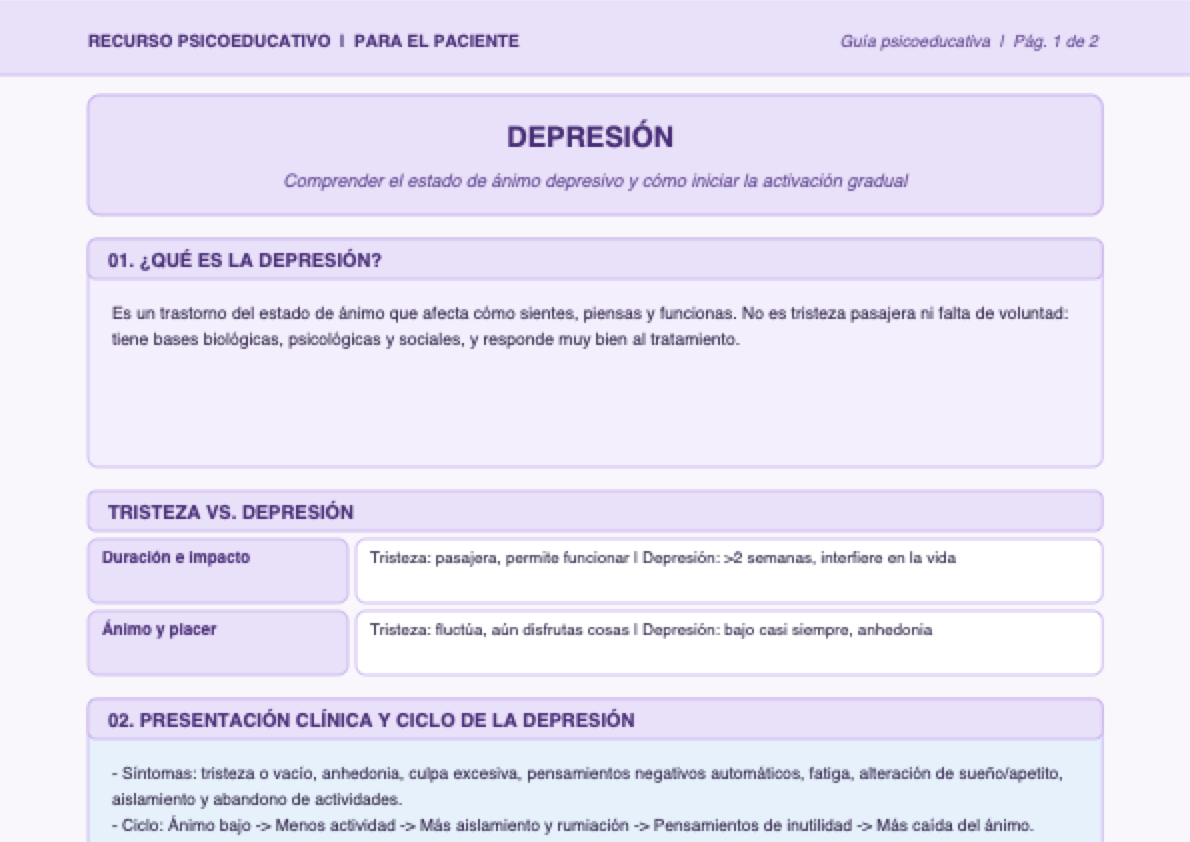 RECURSO PSICOEDUCATIVO | PARA EL PACIENTE
Guía psicoeducativa | Pág. 1 de 2
DEPRESIÓN
Comprender el estado de ánimo depresivo y cómo iniciar la activación gradual
01. ¿QUÉ ES LA DEPRESIÓN?
Es un trastorno del estado de ánimo que afecta cómo sientes, piensas y funcionas. No es tristeza pasajera ni falta de voluntad:
tiene bases biológicas, psicológicas y sociales, y responde muy bien al tratamiento.
TRISTEZA VS. DEPRESIÓN
Duración e impacto
Tristeza: pasajera, permite funcionar | Depresión: >2 semanas, interfiere en la vida
Ánimo y placer
Tristeza: fluctúa, aún disfrutas cosas | Depresión: bajo casi siempre, anhedonia
02. PRESENTACIÓN CLÍNICA Y CICLO DE LA DEPRESIÓN
- Síntomas: tristeza o vacío, anhedonia, culpa excesiva, pensamientos negativos automáticos, fatiga, alteración de sueño/apetito,
aislamiento y abandono de actividades.
- Ciclo: Ánimo bajo -> Menos actividad -> Más aislamiento y rumiación -> Pensamientos de inutilidad -> Más caída del ánimo.